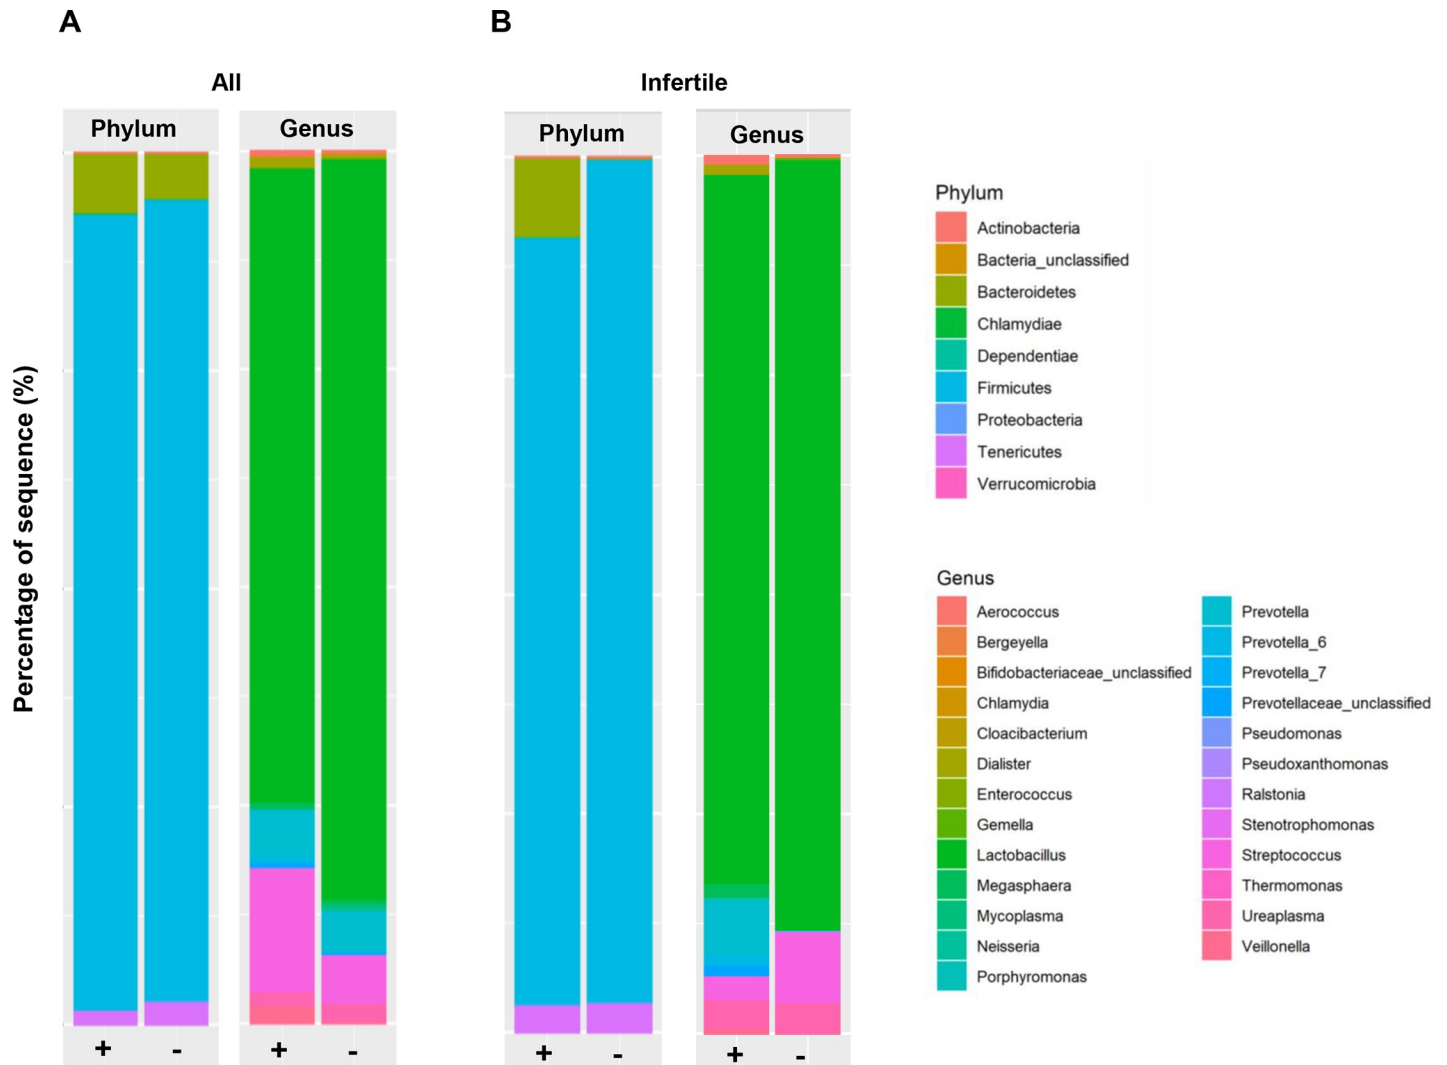 A
B
All
Infertile
Phylum
Genus
Phylum
Genus
Percentage of sequence (%)
+
-
+
-
+
-
+
-
Phylum
Actinobacteria
Bacteria_unclassified
Bacteroidetes
Chlamydiae
Dependentiae
Firmicutes
Proteobacteria
Tenericutes
Verrucomicrobia
Genus
Aerococcus
Bergeyella
Bifidobacteriaceae_unclassified
Chlamydia
Cloacibacterium
Dialister
Enterococcus
Gemella
Lactobacillus
Megasphaera
Mycoplasma
Neisseria
Porphyromonas
Prevotella
Prevotella_6
Prevotella_7
Prevotellaceae_unclassified
Pseudomonas
Pseudoxanthomonas
Ralstonia
Stenotrophomonas
Streptococcus
Thermomonas
Ureaplasma
Veillonella